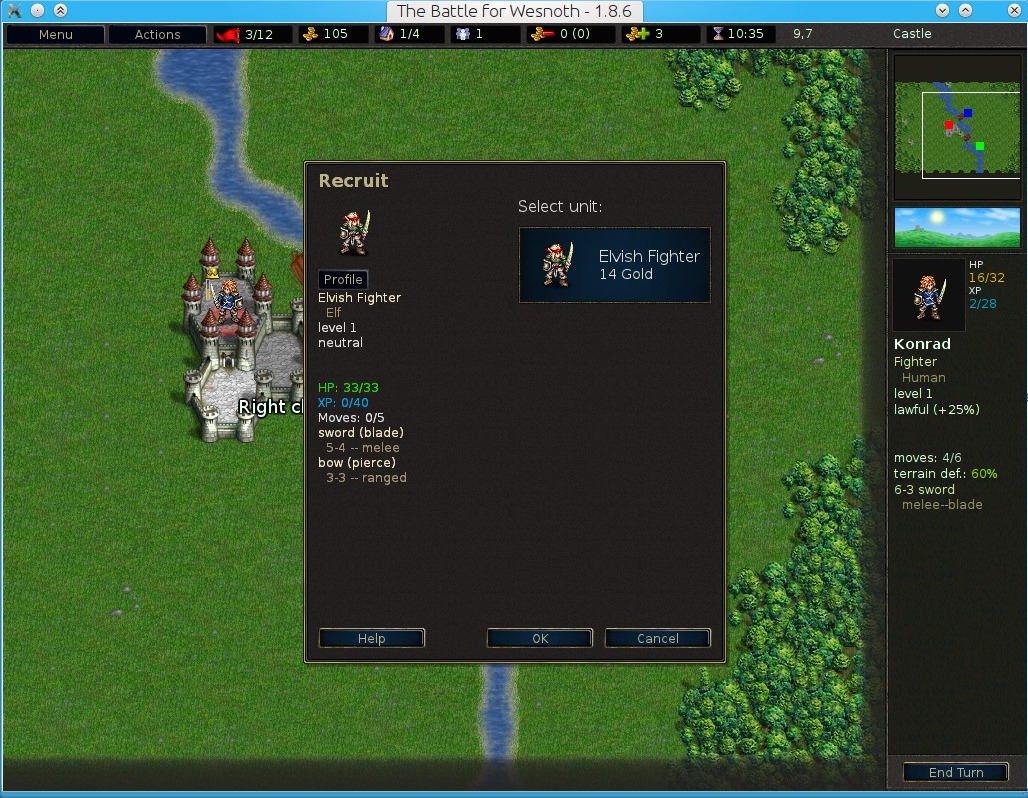 The Battle for Wesnoth - 1.8.6
Menu Actions 3/12 105 1/4 1 0 (0) 3 10:35 9,7 Castle
Recruit
Select unit:
Elvish Fighter
14 Gold
Profile
Elvish Fighter
Elf
level 1
neutral
HP: 33/33
XP: 0/40
Moves: 0/5
sword (blade)
5-4 -- melee
bow (pierce)
3-3 -- ranged
Help OK Cancel
Right cl
HP
16/32
XP
2/28
Konrad
Fighter
Human
level 1
lawful (+25%)
moves: 4/6
terrain def.: 60%
6-3 sword
melee--blade
End Turn